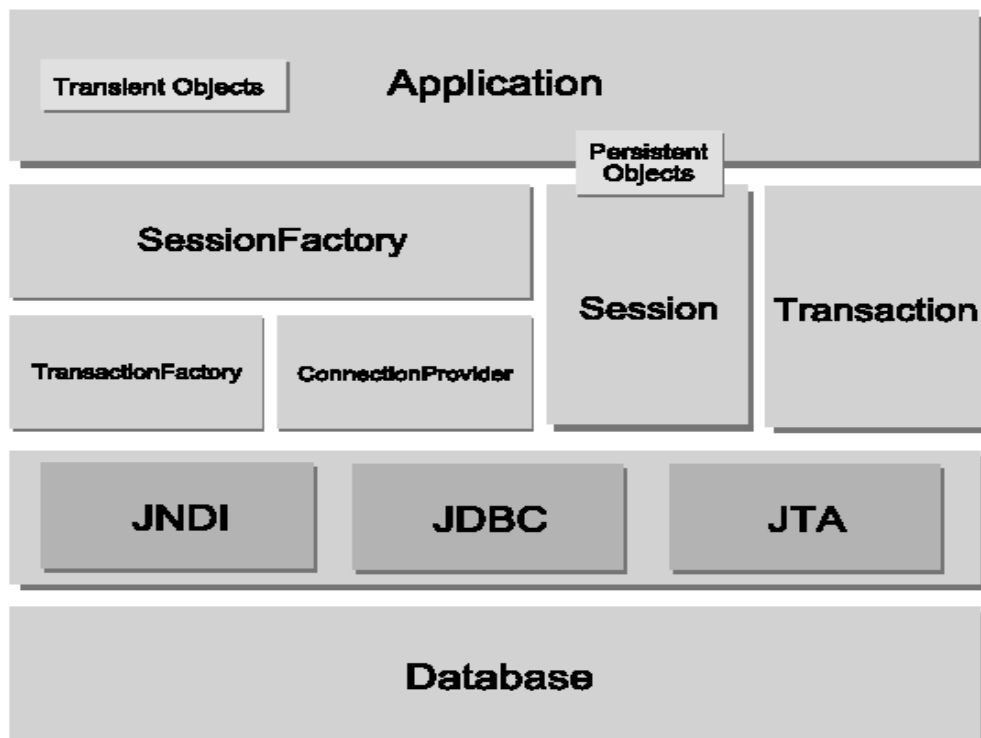 Transient Objects
Application
Persistent
Objects
SessionFactory
Session
Transaction
TransactionFactory
ConnectionProvider
JNDI
JDBC
JTA
Database